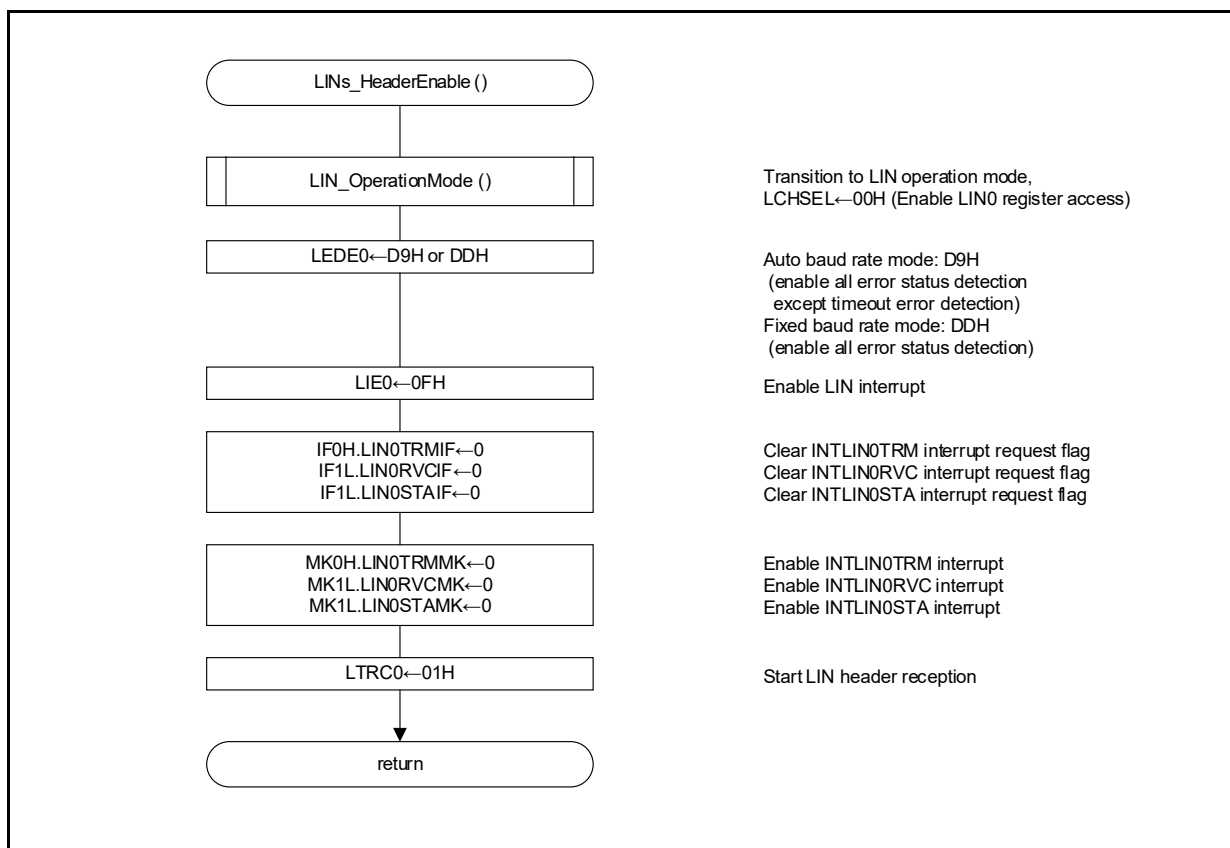 LINs_HeaderEnable ()
LIN_OperationMode ()
Transition to LIN operation mode,
LCHSEL←00H (Enable LIN0 register access)
LEDE0←D9H or DDH
Auto baud rate mode: D9H
(enable all error status detection
except timeout error detection)
Fixed baud rate mode: DDH
(enable all error status detection)
LIE0←0FH
Enable LIN interrupt
IF0H.LIN0TRMIF←0
IF1L.LIN0RVCIF←0
IF1L.LIN0STAIF←0
Clear INTLIN0TRM interrupt request flag
Clear INTLIN0RVC interrupt request flag
Clear INTLIN0STA interrupt request flag
MK0H.LIN0TRMMK←0
MK1L.LIN0RVCMK←0
MK1L.LIN0STAMK←0
Enable INTLIN0TRM interrupt
Enable INTLIN0RVC interrupt
Enable INTLIN0STA interrupt
LTRC0←01H
Start LIN header reception
return